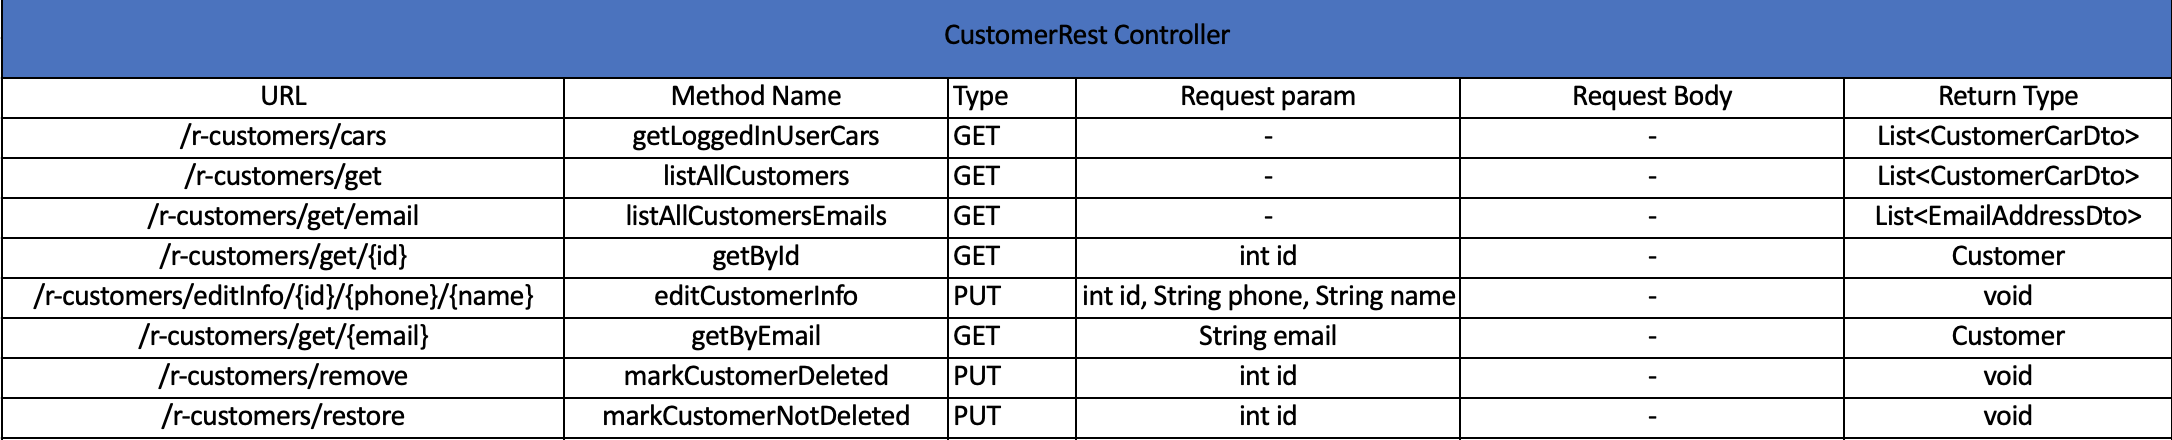 CustomerRest Controller
URL Method Name Type Request param Request Body Return Type
/r-customers/cars getLoggedInUserCars GET - - List<CustomerCarDto>
/r-customers/get listAllCustomers GET - - List<CustomerCarDto>
/r-customers/get/email listAllCustomersEmails GET - - List<EmailAddressDto>
/r-customers/get/{id} getById GET int id - Customer
/r-customers/editInfo/{id}/{phone}/{name} editCustomerInfo PUT int id, String phone, String name - void
/r-customers/get/{email} getByEmail GET String email - Customer
/r-customers/remove markCustomerDeleted PUT int id - void
/r-customers/restore markCustomerNotDeleted PUT int id - void